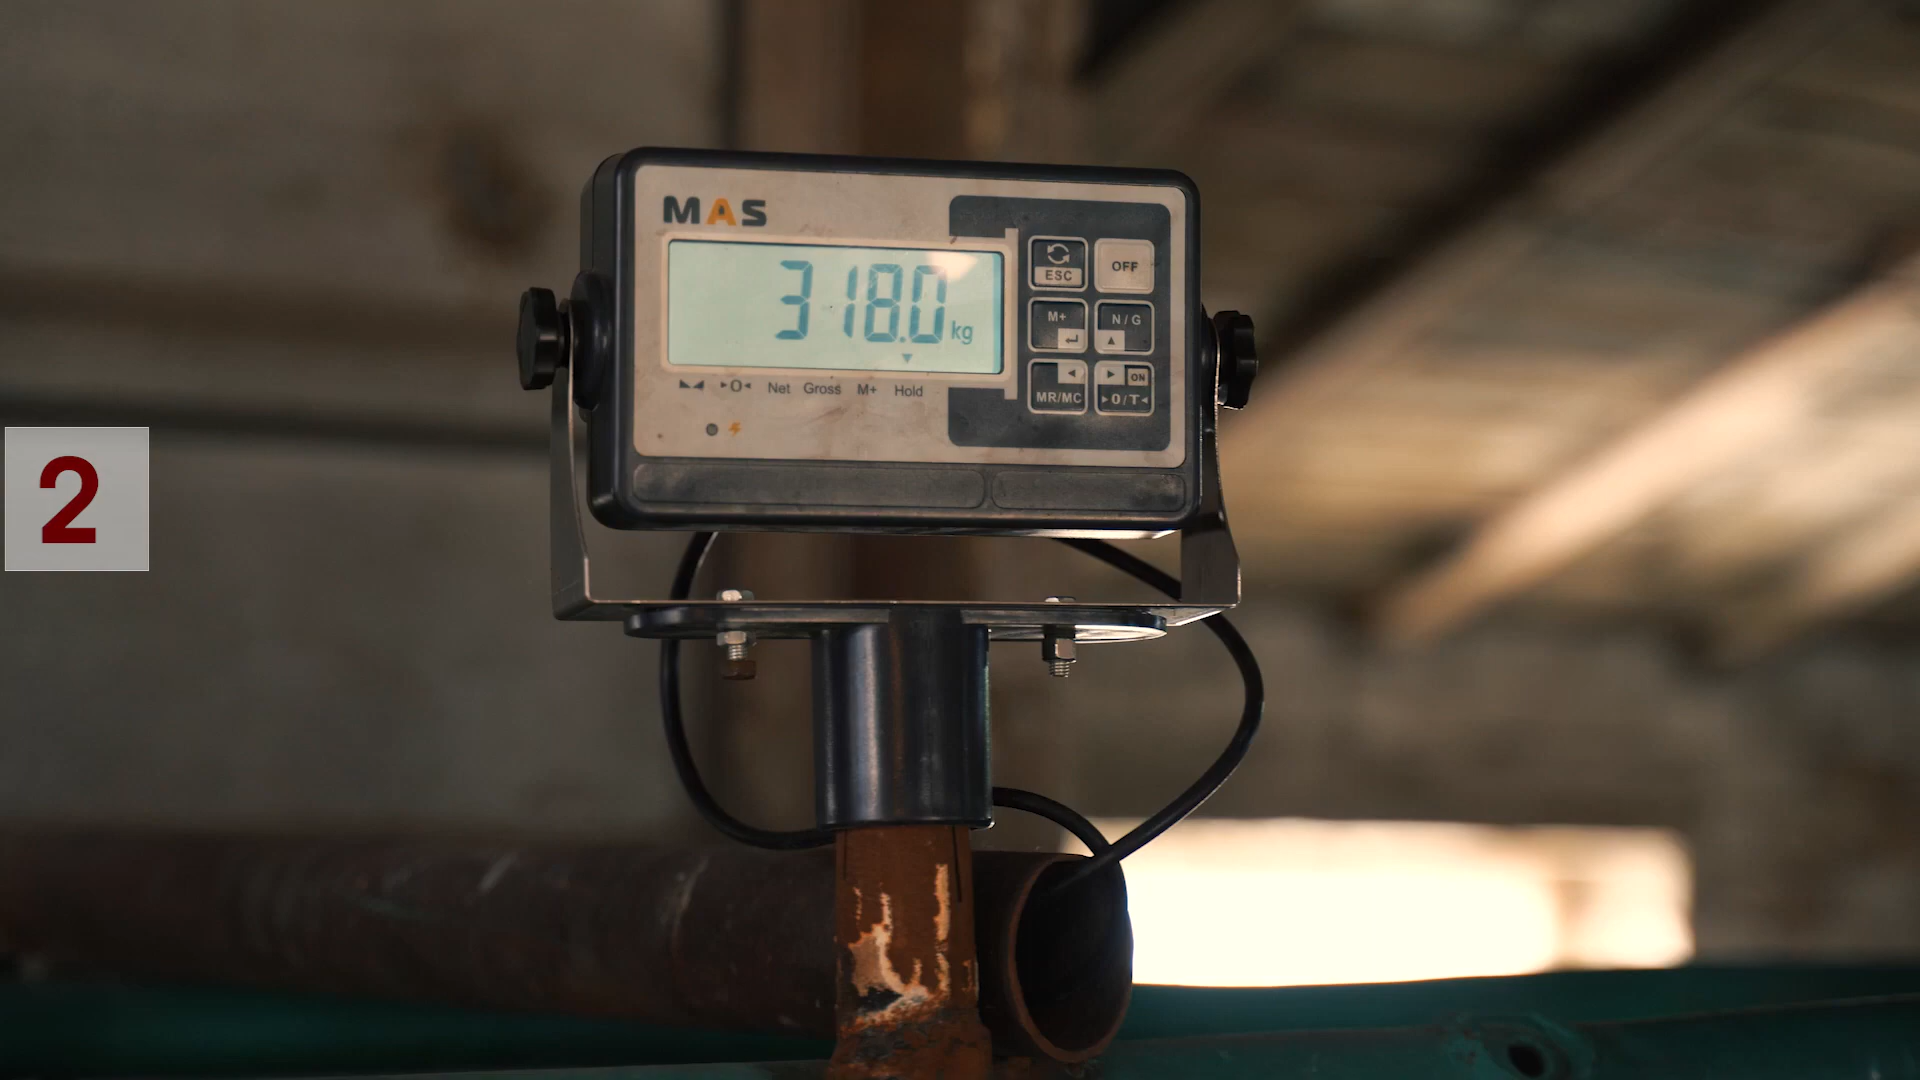 MAS
318.0 kg
ESC
OFF
M+
N/G
MR/MC
ON
▸0/T◂
▸0◂ Net Gross M+ Hold
2